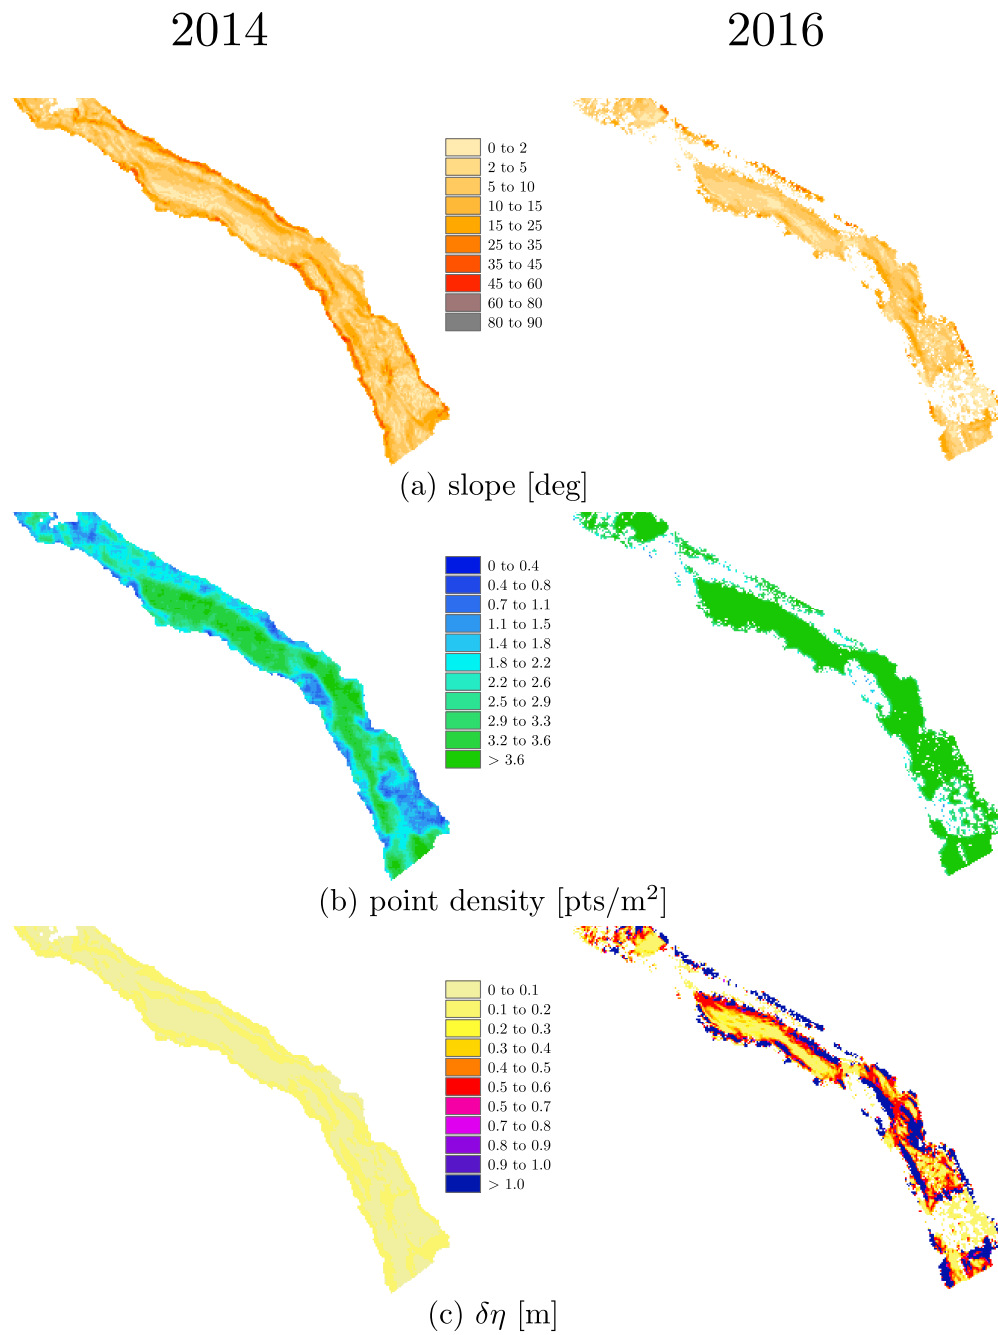 2014 2016
0 to 2
2 to 5
5 to 10
10 to 15
15 to 25
25 to 35
35 to 45
45 to 60
60 to 80
80 to 90
(a) slope [deg]
0 to 0.4
0.4 to 0.8
0.7 to 1.1
1.1 to 1.5
1.4 to 1.8
1.8 to 2.2
2.2 to 2.6
2.5 to 2.9
2.9 to 3.3
3.2 to 3.6
> 3.6
(b) point density [pts/m²]
0 to 0.1
0.1 to 0.2
0.2 to 0.3
0.3 to 0.4
0.4 to 0.5
0.5 to 0.6
0.5 to 0.7
0.7 to 0.8
0.8 to 0.9
0.9 to 1.0
> 1.0
(c) δη [m]